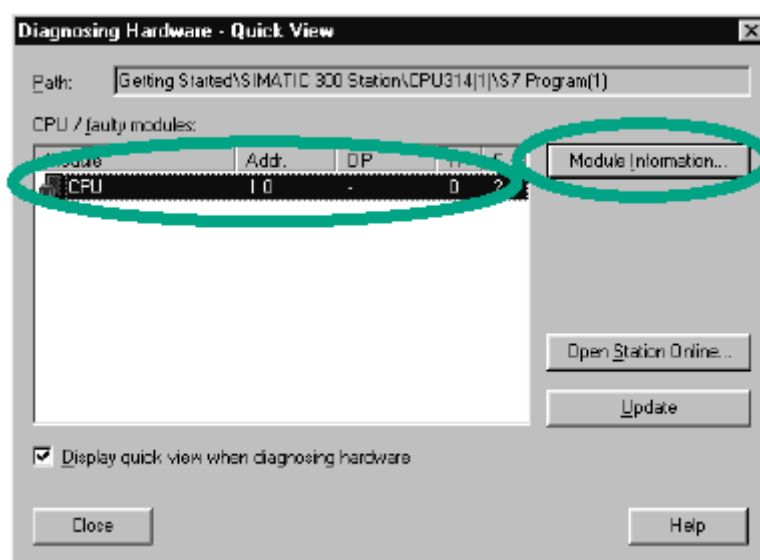 Diagnosing Hardware - Quick View
Path: Getting Started\SIMATIC 300 Station\CPU314(1)\S7 Program(1)
CPU / faulty modules:
Module Addr. DP
CPU - 0 2
Module Information...
Open Station Online...
Update
Display quick view when diagnosing hardware
Close
Help